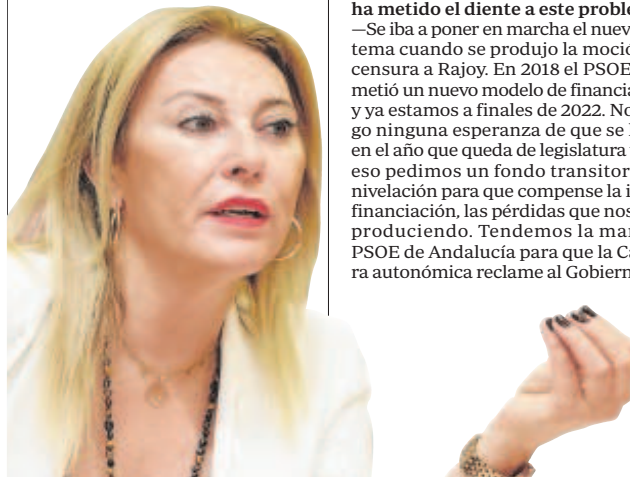 ha metido el diente a este proble
—Se iba a poner en marcha el nuev
tema cuando se produjo la moció
censura a Rajoy. En 2018 el PSOE
metió un nuevo modelo de financia
y ya estamos a finales de 2022. No
go ninguna esperanza de que se
en el año que queda de legislatura
eso pedimos un fondo transitor
nivelación para que compense la i
financiación, las pérdidas que nos
produciendo. Tendemos la mar
PSOE de Andalucía para que la Ca
ra autonómica reclame al Gobiern